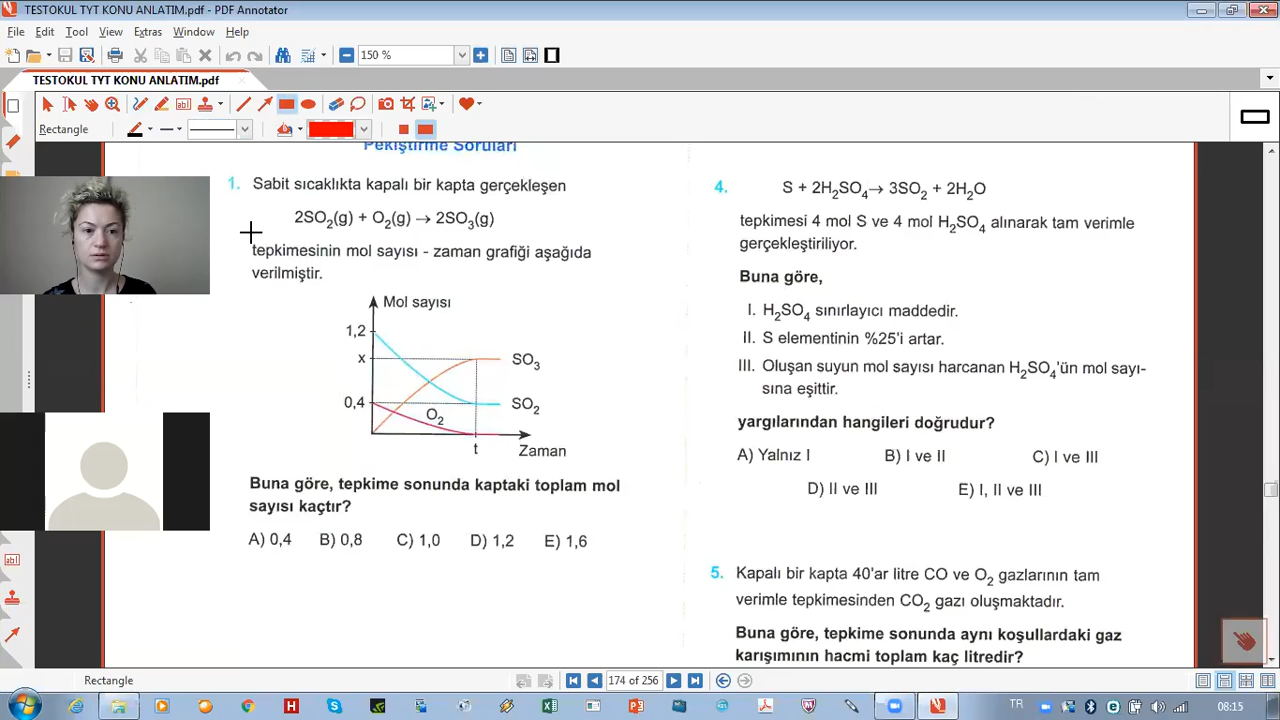 TESTOKUL TYT KONU ANLATIM.pdf - PDF Annotator
File Edit Tool View Extras Window Help
150 %
TESTOKUL TYT KONU ANLATIM.pdf
Rectangle
Pekiştirme Soruları
1. Sabit sıcaklıkta kapalı bir kapta gerçekleşen
2SO2(g) + O2(g) → 2SO3(g)
tepkimesinin mol sayısı - zaman grafiği aşağıda
verilmiştir.
Mol sayısı
1,2
x
SO3
0,4
SO2
O2
t
Zaman
Buna göre, tepkime sonunda kaptaki toplam mol
sayısı kaçtır?
A) 0,4 B) 0,8 C) 1,0 D) 1,2 E) 1,6
4. S + 2H2SO4→ 3SO2 + 2H2O
tepkimesi 4 mol S ve 4 mol H2SO4 alınarak tam verimle
gerçekleştiriliyor.
Buna göre,
I. H2SO4 sınırlayıcı maddedir.
II. S elementinin %25'i artar.
III. Oluşan suyun mol sayısı harcanan H2SO4'ün mol sayı-
sına eşittir.
yargılarından hangileri doğrudur?
A) Yalnız I B) I ve II C) I ve III
D) II ve III E) I, II ve III
5. Kapalı bir kapta 40'ar litre CO ve O2 gazlarının tam
verimle tepkimesinden CO2 gazı oluşmaktadır.
Buna göre, tepkime sonunda aynı koşullardaki gaz
karışımının hacmi toplam kaç litredir?
Rectangle
174 of 256
TR
08:15